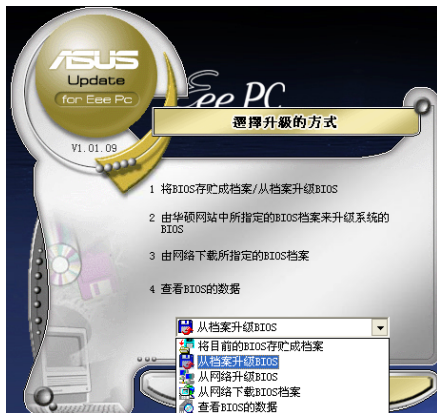 ASUS
Update
for Eee Pc
Eee PC
選擇升級的方式
V1.01.09
1 将BIOS存贮成档案/从档案升级BIOS
2 由华硕网站中所指定的BIOS档案来升级系统的
BIOS
3 由网络下载所指定的BIOS档案
4 查看BIOS的数据
从档案升级BIOS
将目前的BIOS存贮成档案
从档案升级BIOS
从网络升级BIOS
从网络下载BIOS档案
查看BIOS的数据